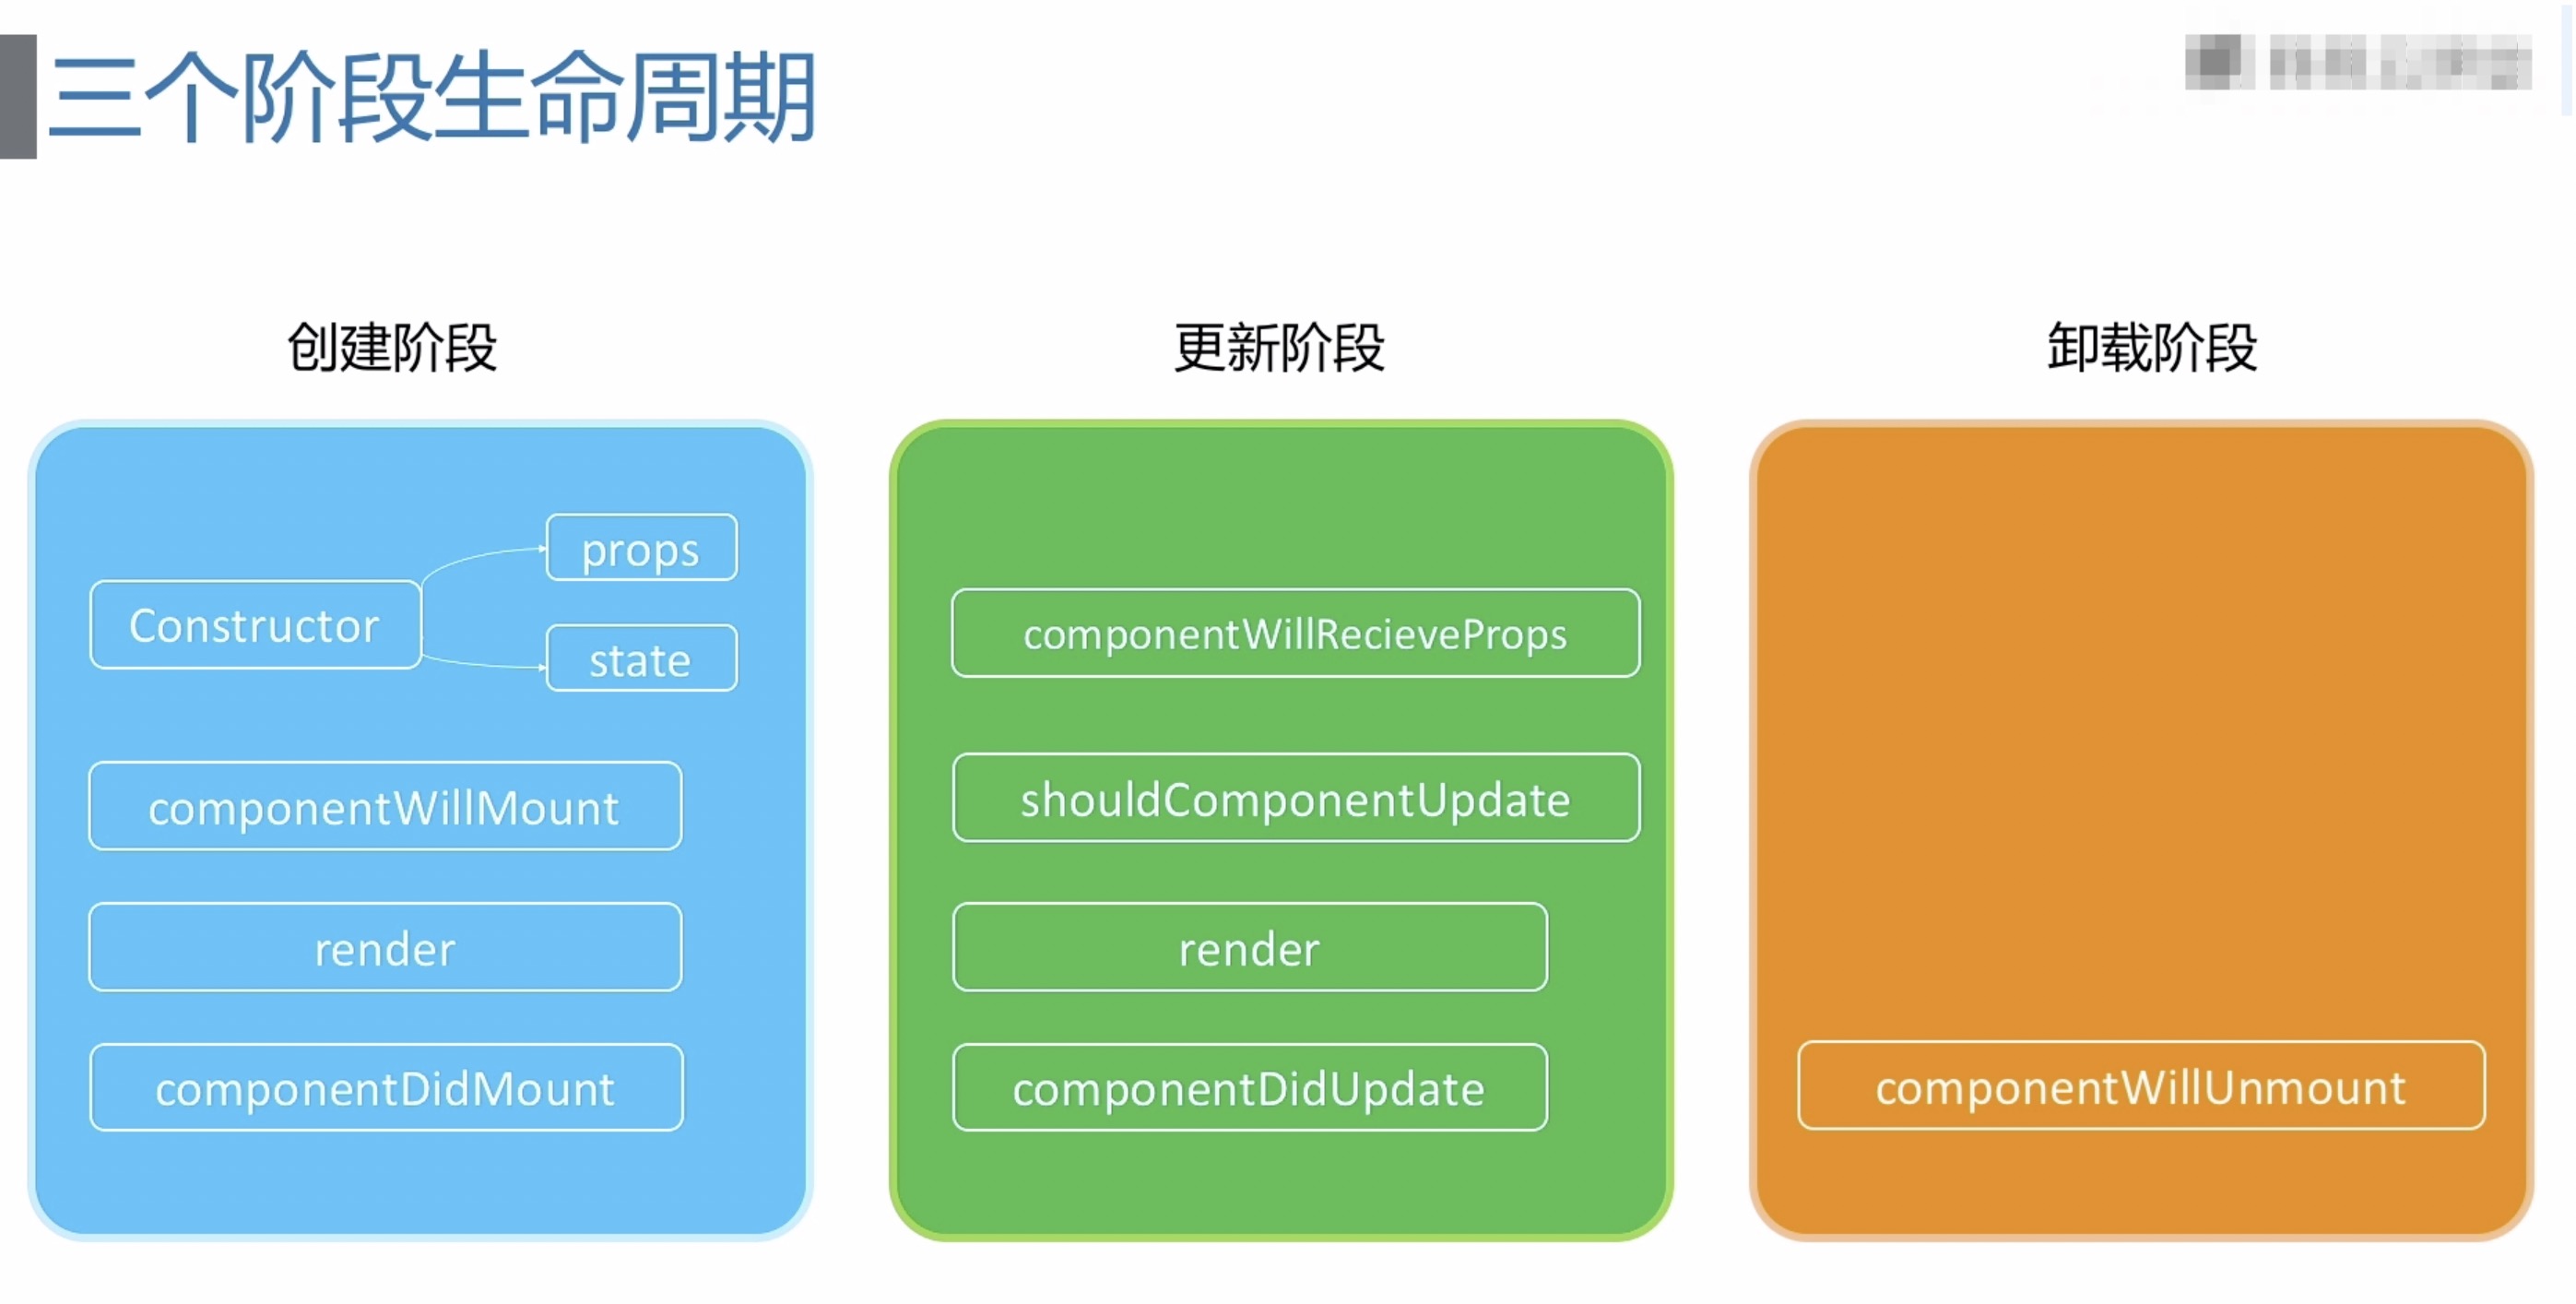 三个阶段生命周期
创建阶段
Constructor
props
state
componentWillMount
render
componentDidMount
更新阶段
componentWillRecieveProps
shouldComponentUpdate
render
componentDidUpdate
卸载阶段
componentWillUnmount